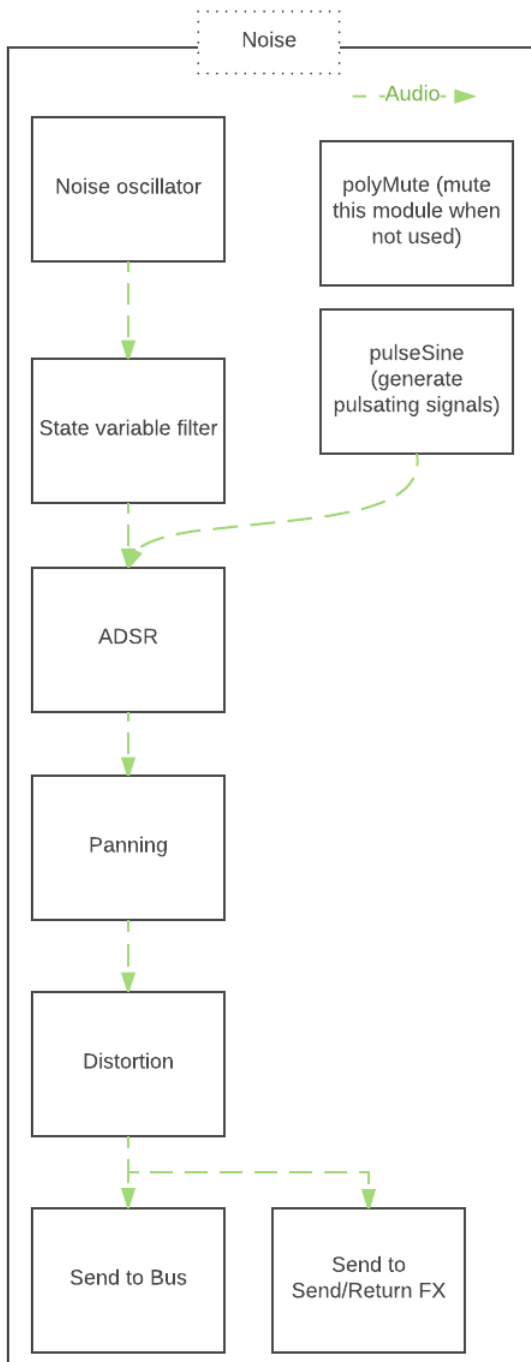 Noise
Audio
Noise oscillator
polyMute (mute
this module when
not used)
pulseSine
(generate
pulsating signals)
State variable filter
ADSR
Panning
Distortion
Send to Bus
Send to
Send/Return FX